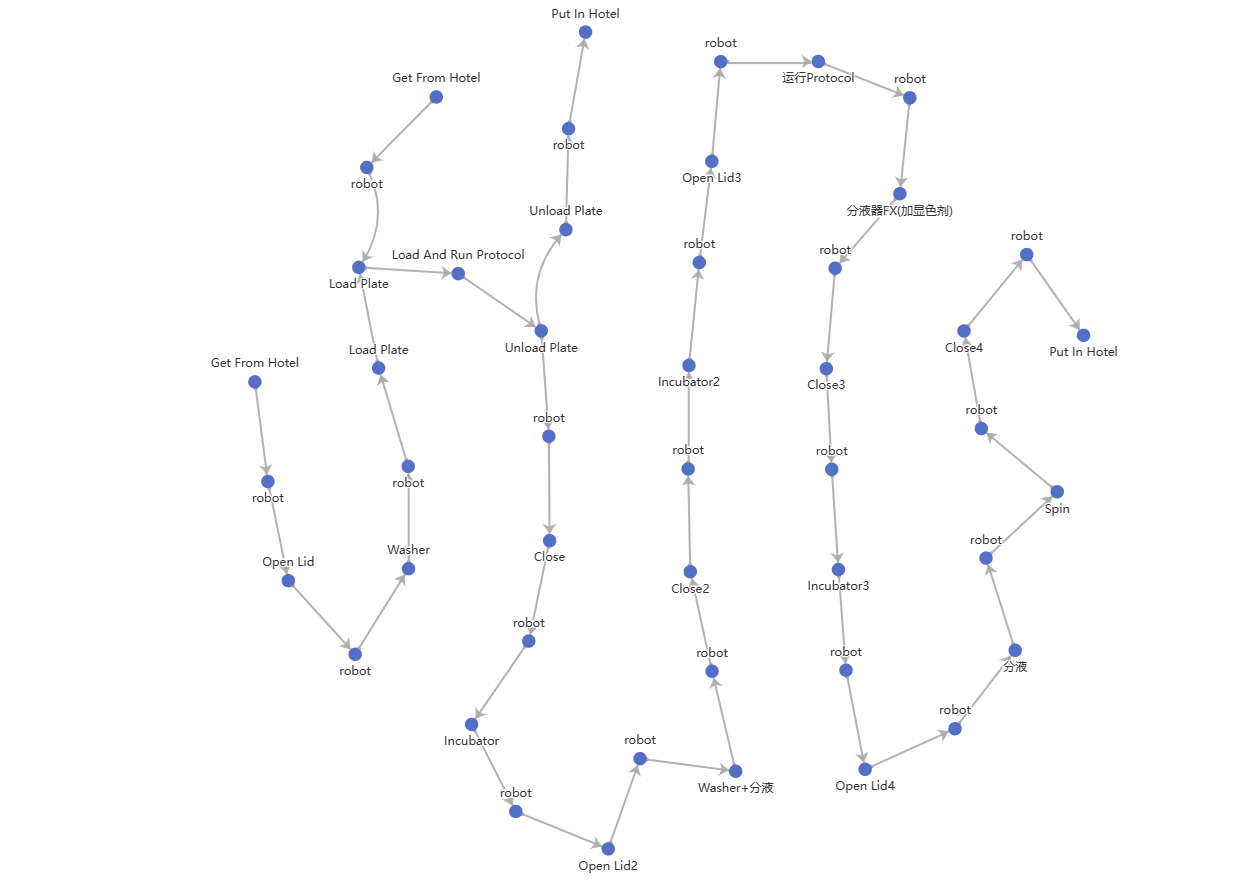 Put In Hotel
robot
Get From Hotel
运行Protocol
robot
robot
robot
Open Lid3
robot
Unload Plate
分液器FX(加显色剂)
robot
robot
robot
Load And Run Protocol
Load Plate
Unload Plate
Load Plate
Close4
Put In Hotel
Get From Hotel
Incubator2
Close3
robot
robot
robot
robot
robot
robot
Spin
robot
Washer
Close
Open Lid
Close2
Incubator3
robot
robot
robot
robot
分液
robot
Incubator
robot
Washer+分液
Open Lid4
robot
Open Lid2